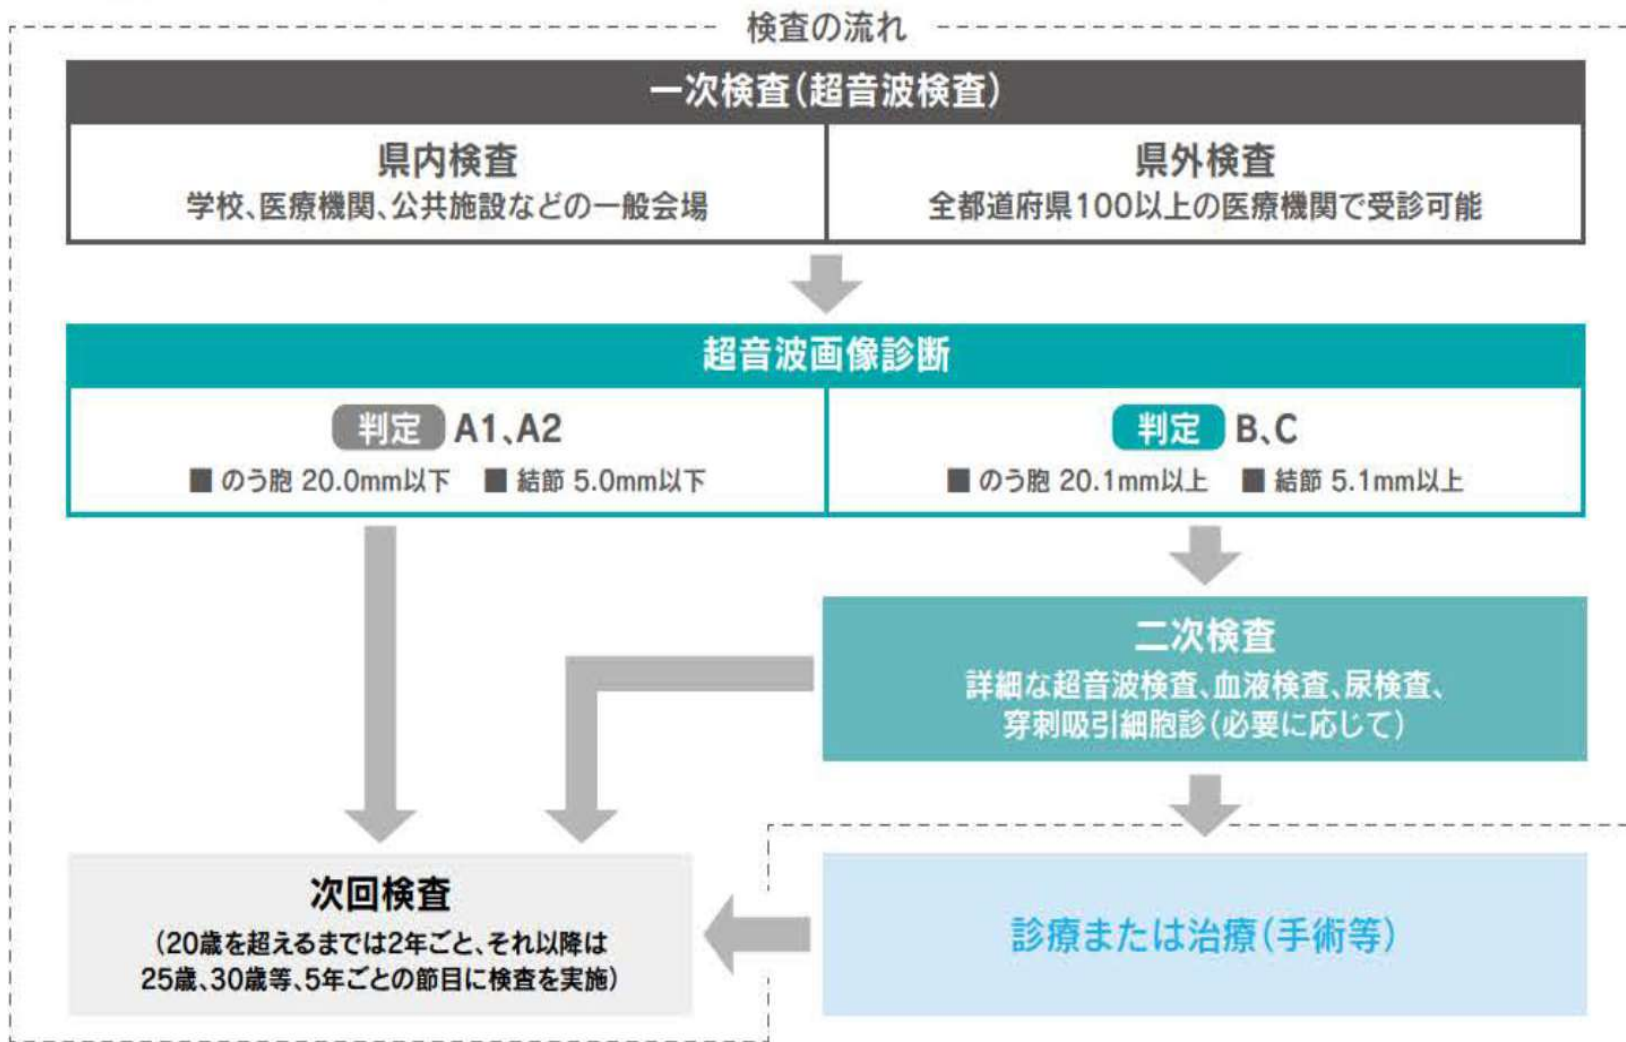 検査の流れ
一次検査(超音波検査)
県内検査
学校、医療機関、公共施設などの一般会場
県外検査
全都道府県100以上の医療機関で受診可能
超音波画像診断
判定 A1、A2
■ のう胞 20.0mm以下 ■ 結節 5.0mm以下
判定 B、C
■ のう胞 20.1mm以上 ■ 結節 5.1mm以上
二次検査
詳細な超音波検査、血液検査、尿検査、
穿刺吸引細胞診(必要に応じて)
次回検査
(20歳を超えるまでは2年ごと、それ以降は
25歳、30歳等、5年ごとの節目に検査を実施)
診療または治療(手術等)